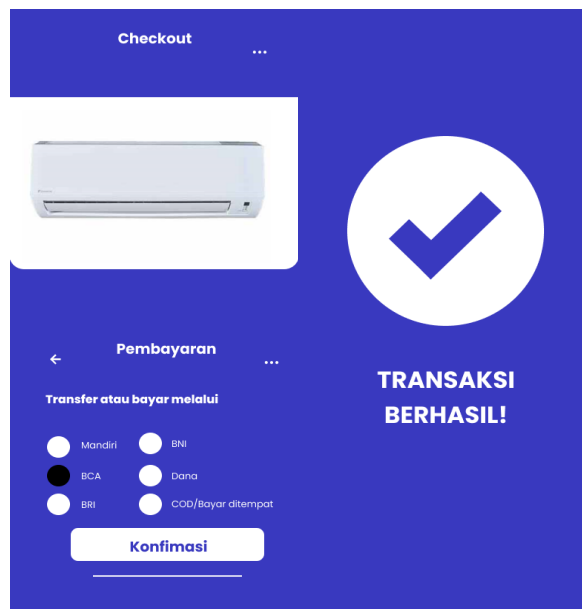 Checkout
...
Pembayaran
...
Transfer atau bayar melalui
Mandiri
BNI
BCA
Dana
BRI
COD/Bayar ditempat
Konfimasi
TRANSAKSI
BERHASIL!